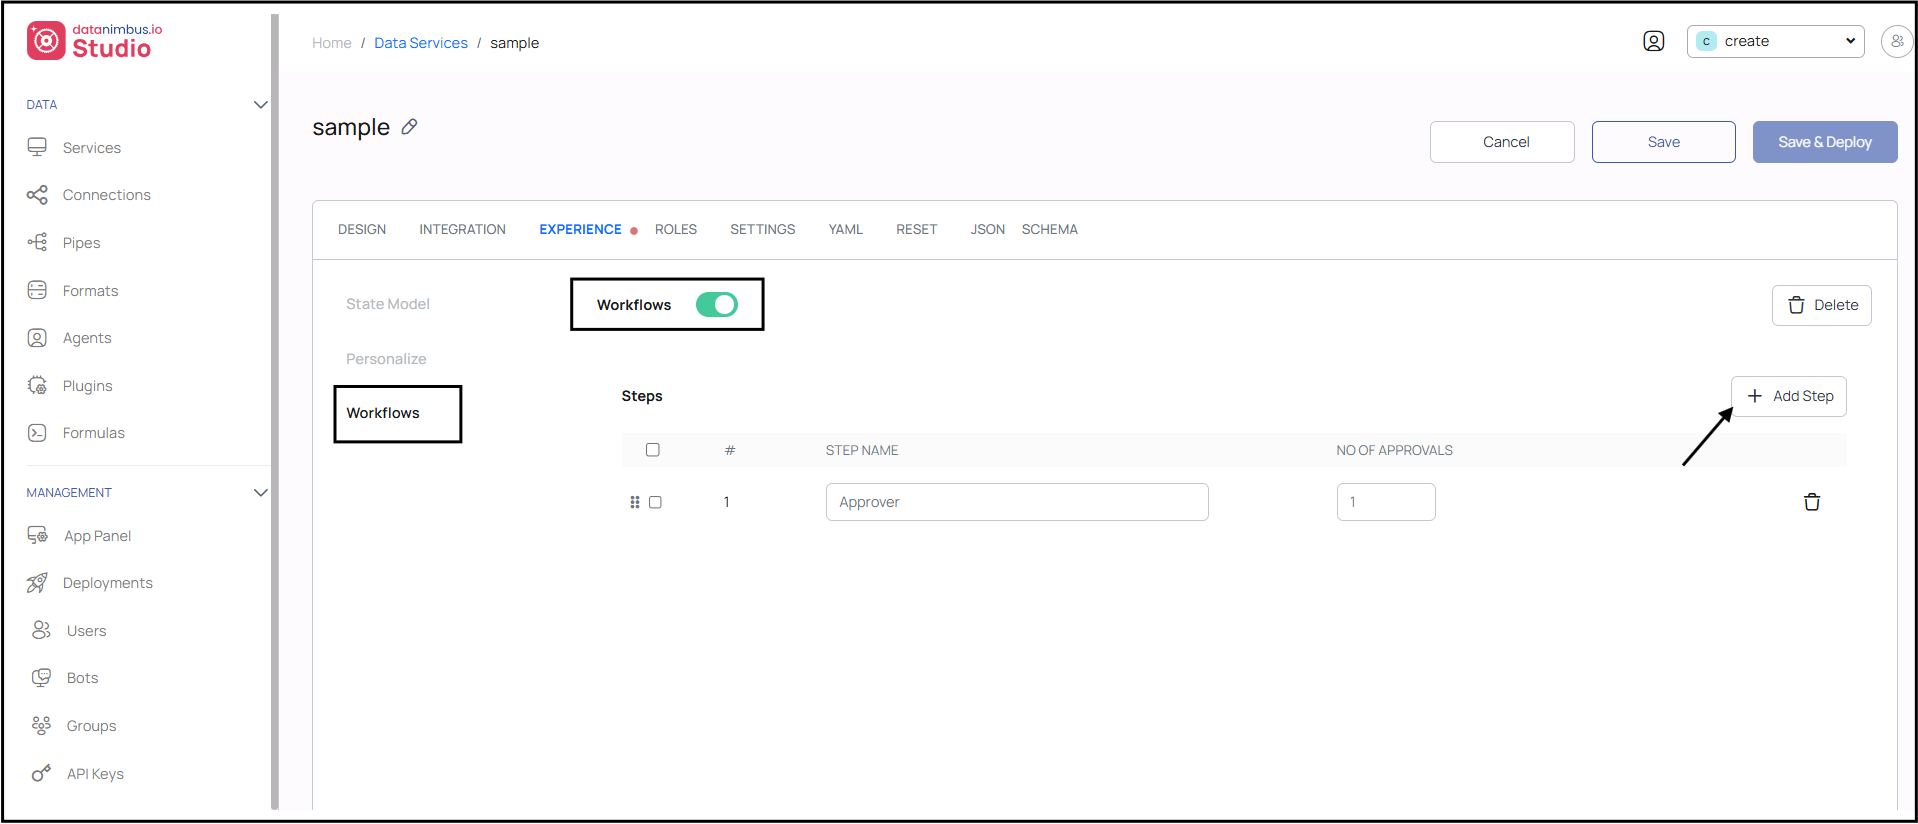 datanimbus.io
Studio
Home / Data Services / sample
c create
DATA
Services
Connections
Pipes
Formats
Agents
Plugins
Formulas
MANAGEMENT
App Panel
Deployments
Users
Bots
Groups
API Keys
sample
Cancel
Save
Save & Deploy
DESIGN INTEGRATION EXPERIENCE ROLES SETTINGS YAML RESET JSON SCHEMA
State Model
Personalize
Workflows
Workflows
Delete
Steps
Add Step
# STEP NAME NO OF APPROVALS
1 Approver 1